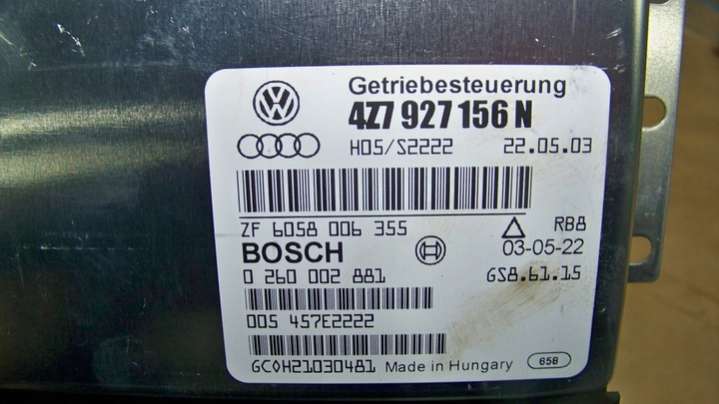 Getriebesteuerung
4Z7 927 156 N
H05/S2222 22.05.03
ZF 6058 006 355 RB8
BOSCH 03-05-22
0 260 002 881 GS8.61.15
005 457E2222
GC0H21030481 Made in Hungary 658